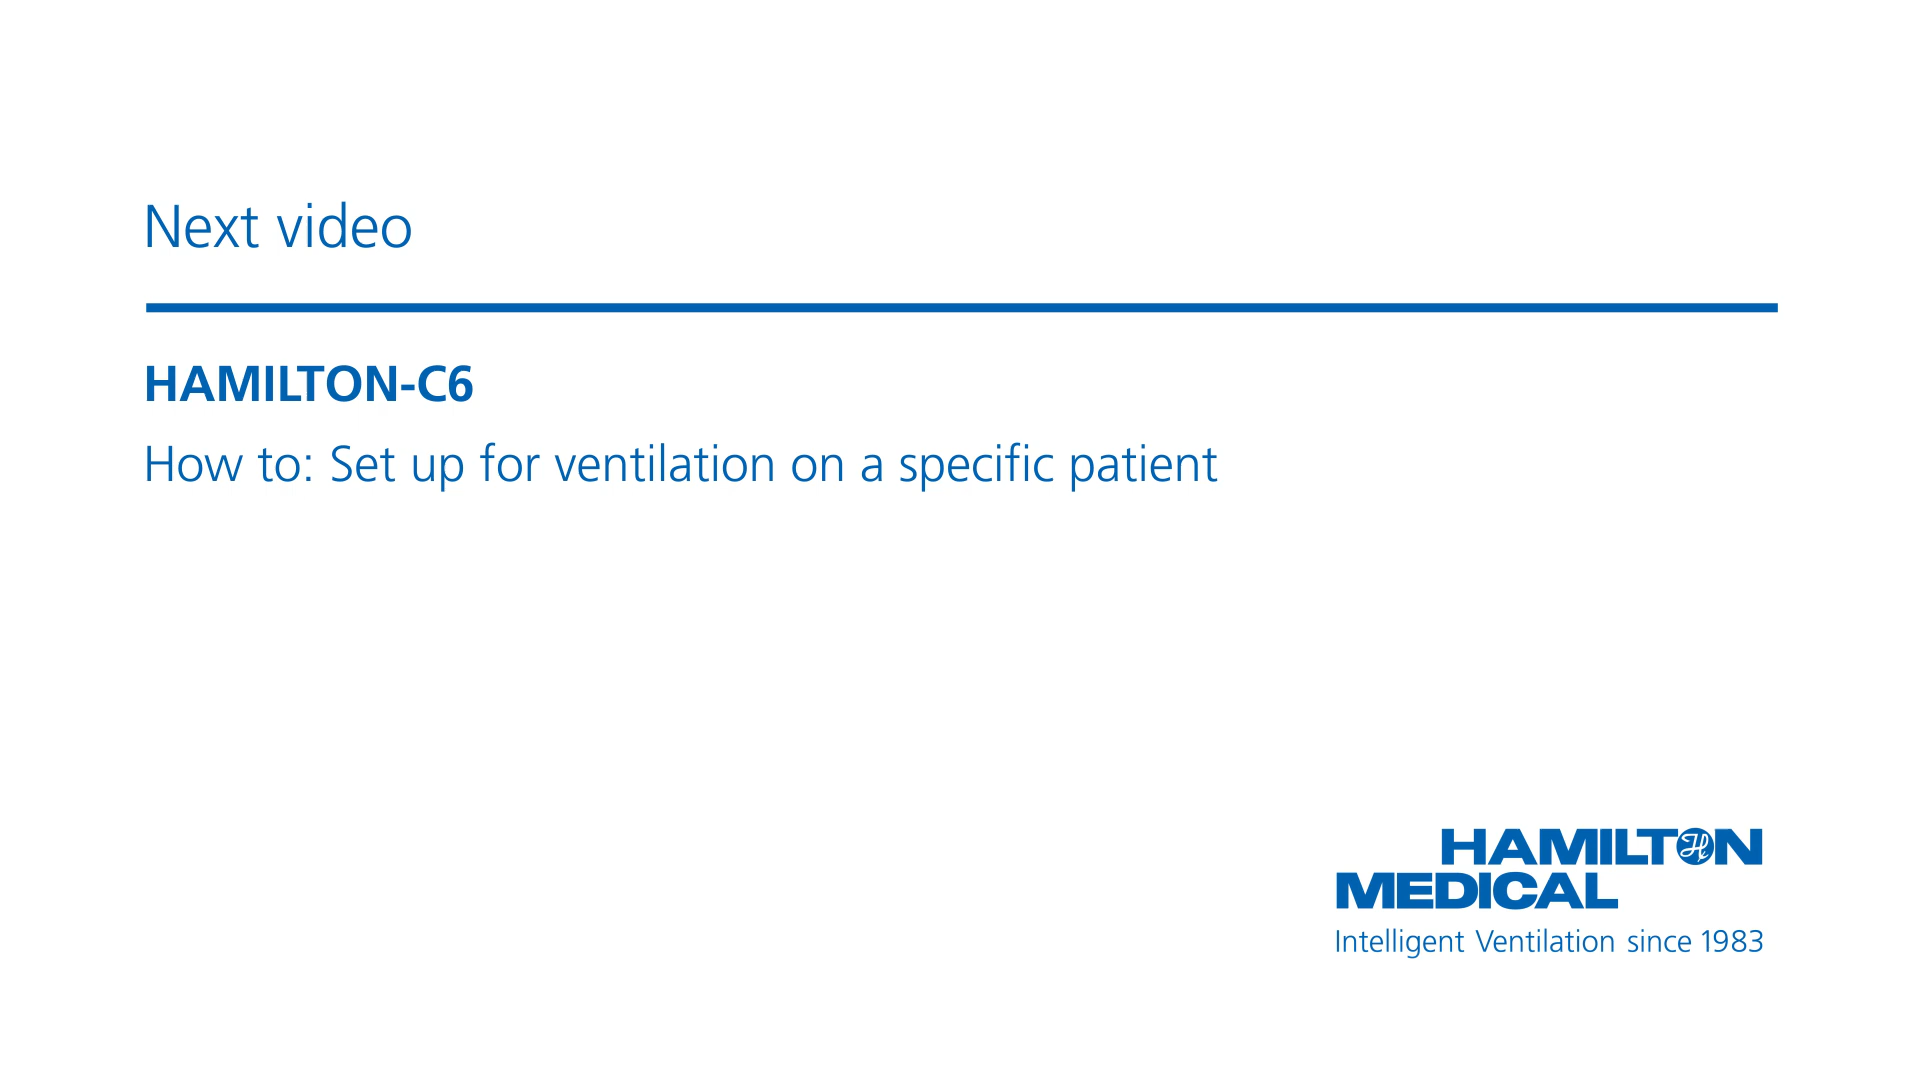 Next video
HAMILTON-C6
How to: Set up for ventilation on a specific patient
HAMILTON
MEDICAL
Intelligent Ventilation since 1983